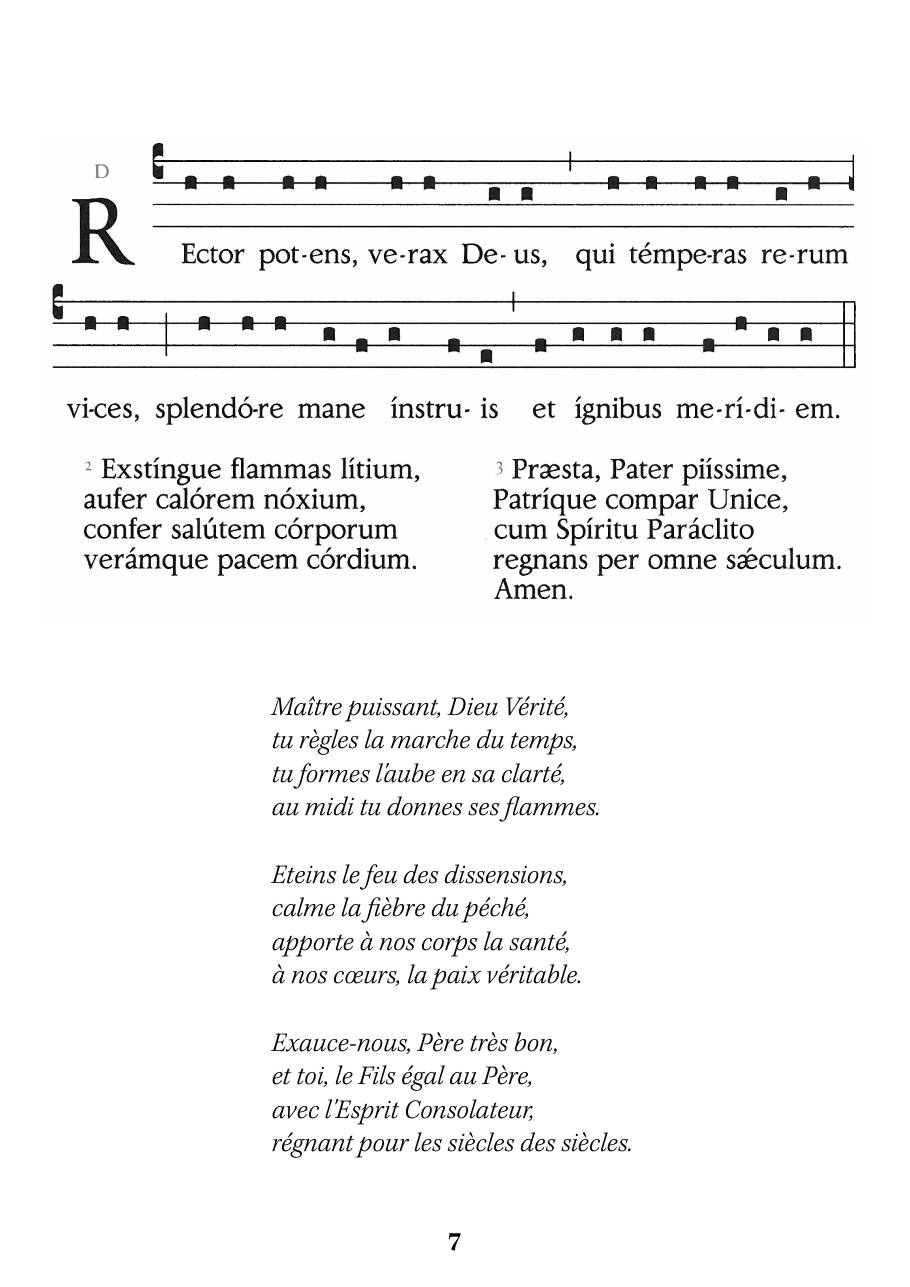 D
REctor pot-ens, ve-rax De-us, qui témpe-ras re-rum
vi-ces, splendó-re mane ínstru-is et ígnibus me-rí-di-em.
2 Exstíngue flammas lítium,
aufer calórem nóxium,
confer salútem córporum
verámque pacem córdium.
3 Præsta, Pater piíssime,
Patríque compar Unice,
cum Spíritu Paráclito
regnans per omne sǽculum.
Amen.
Maître puissant, Dieu Vérité,
tu règles la marche du temps,
tu formes l'aube en sa clarté,
au midi tu donnes ses flammes.
Eteins le feu des dissensions,
calme la fièbre du péché,
apporte à nos corps la santé,
à nos cœurs, la paix véritable.
Exauce-nous, Père très bon,
et toi, le Fils égal au Père,
avec l'Esprit Consolateur,
régnant pour les siècles des siècles.
7